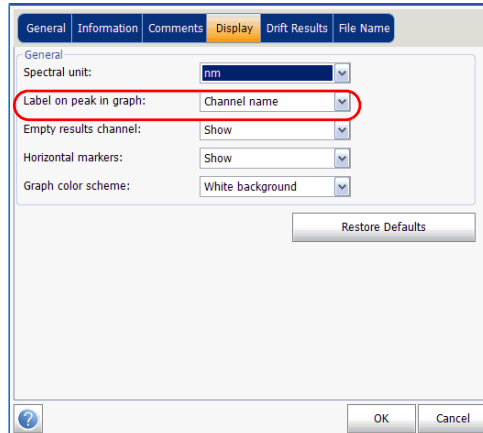 General Information Comments Display Drift Results File Name
General
Spectral unit: nm
Label on peak in graph: Channel name
Empty results channel: Show
Horizontal markers: Show
Graph color scheme: White background
Restore Defaults
? OK Cancel